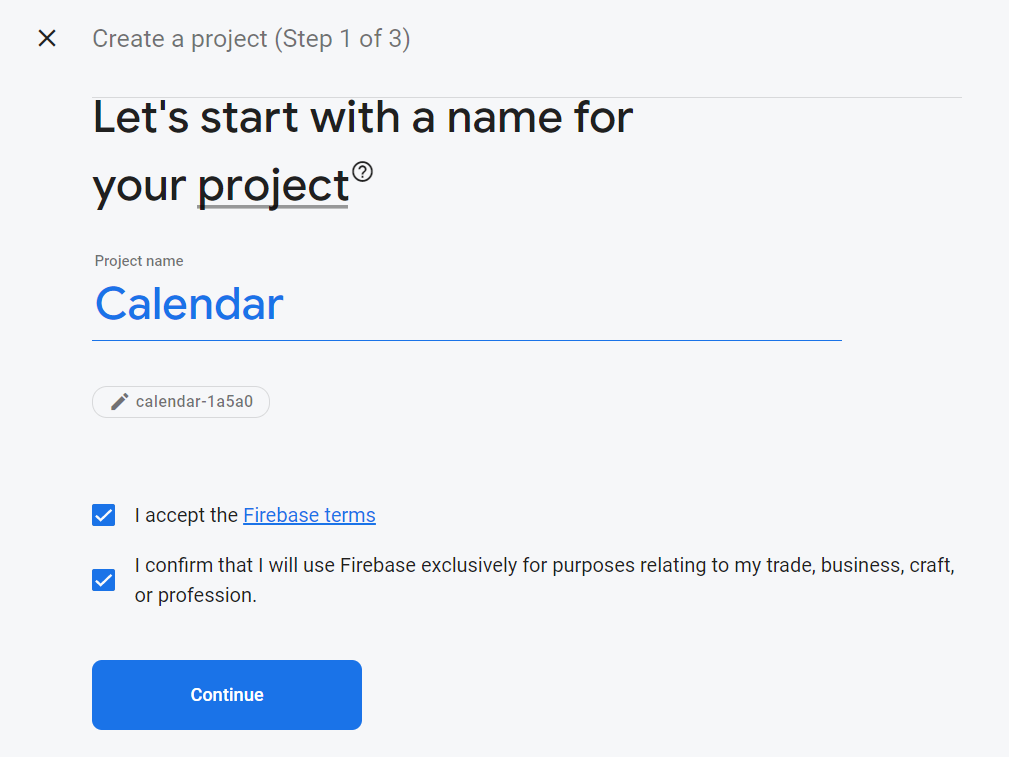 Create a project (Step 1 of 3)
Let's start with a name for
your project
Project name
Calendar
calendar-1a5a0
I accept the Firebase terms
I confirm that I will use Firebase exclusively for purposes relating to my trade, business, craft,
or profession.
Continue